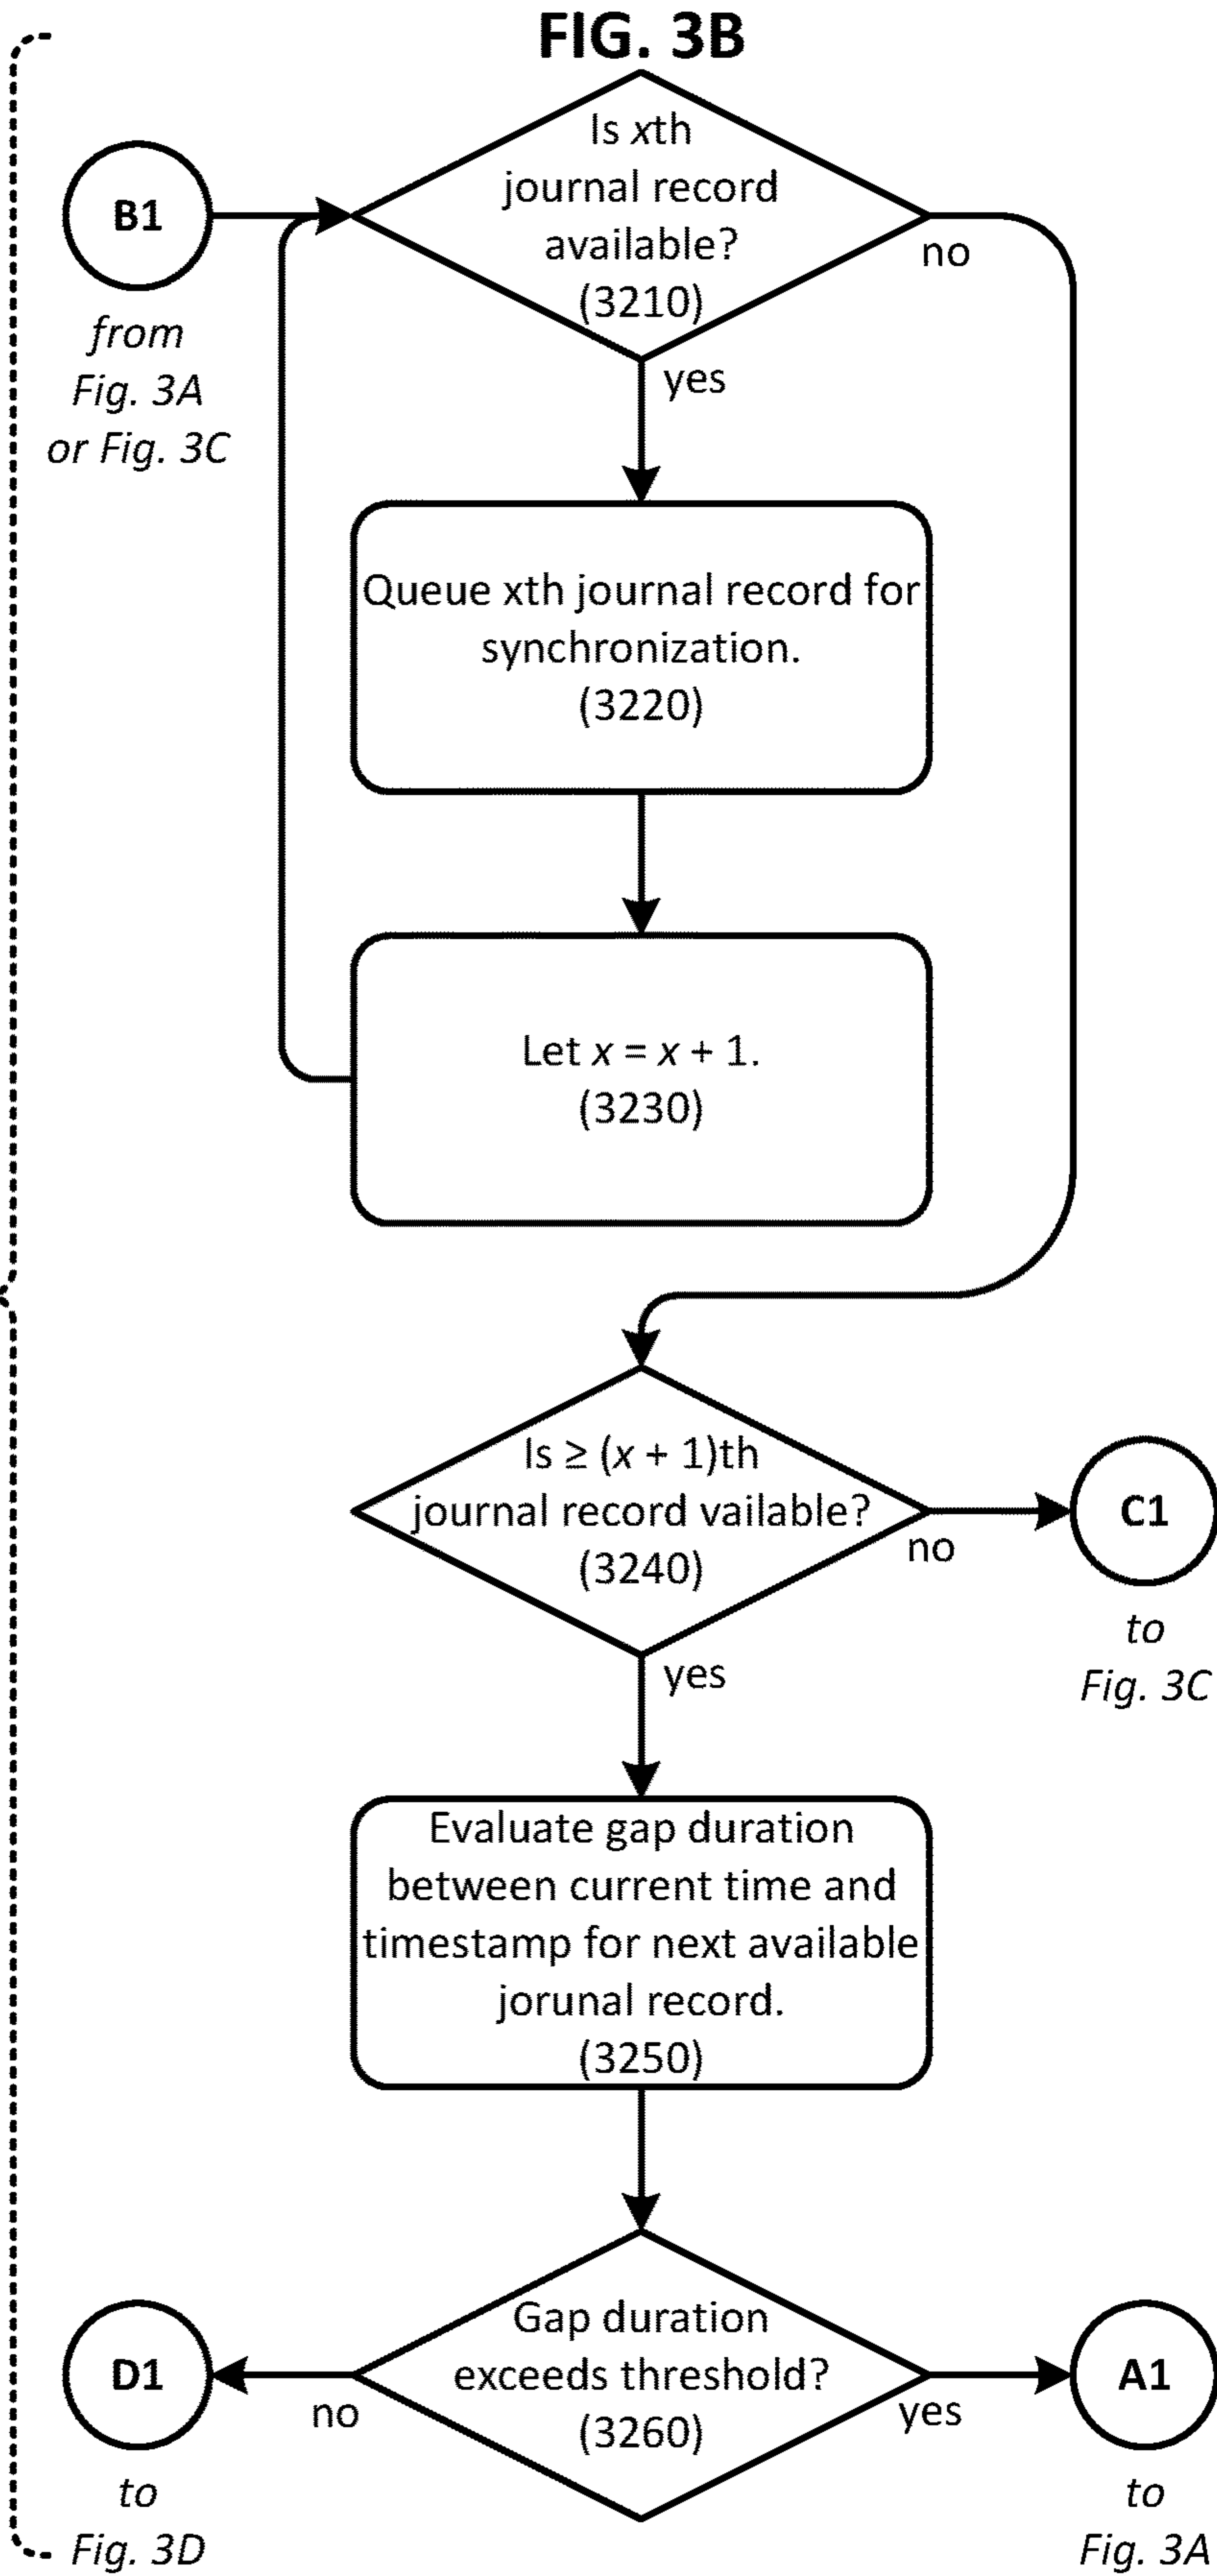 FIG. 3B
Is xth
journal record
available?
(3210)
B1
from
Fig. 3A
or Fig. 3C
no
yes
Queue xth journal record for
synchronization.
(3220)
Let x = x + 1.
(3230)
Is ≥ (x + 1)th
journal record vailable?
(3240)
no
C1
to
Fig. 3C
yes
Evaluate gap duration
between current time and
timestamp for next available
jorunal record.
(3250)
Gap duration
exceeds threshold?
(3260)
no
D1
to
Fig. 3D
yes
A1
to
Fig. 3A